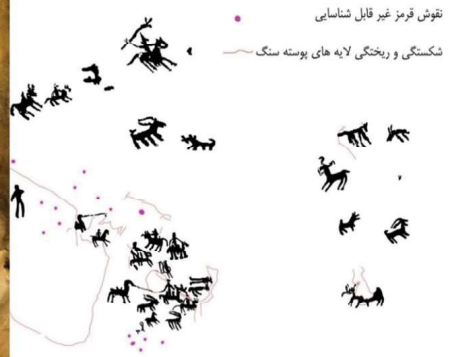 نقوش قرمز غیر قابل شناسایی
شکستگی و ریختگی لایه های پوسته سنگ